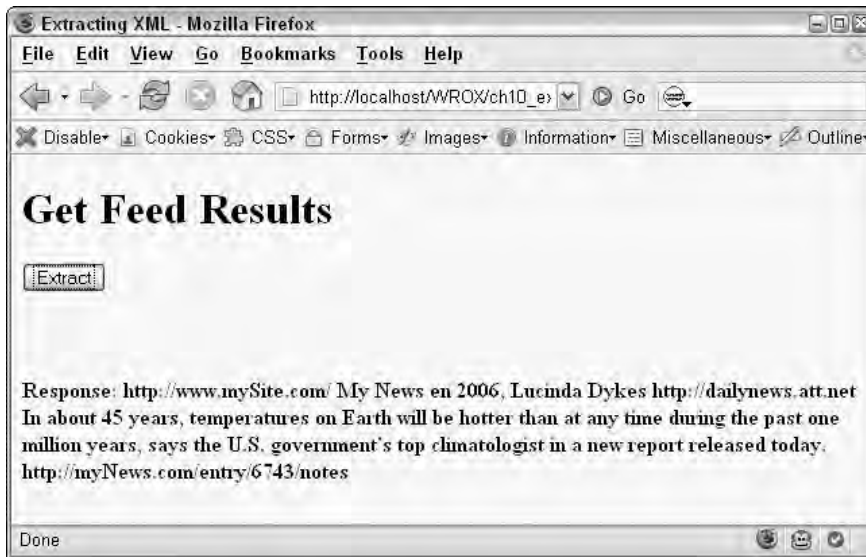 Extracting XML - Mozilla Firefox
File Edit View Go Bookmarks Tools Help
http://localhost/WROX/ch10_ex Go
Disable Cookies CSS Forms Images Information Miscellaneous Outline
Get Feed Results
Extract
Response: http://www.mySite.com/ My News en 2006, Lucinda Dykes http://dailynews.att.net
In about 45 years, temperatures on Earth will be hotter than at any time during the past one
million years, says the U.S. government's top climatologist in a new report released today.
http://myNews.com/entry/6743/notes
Done